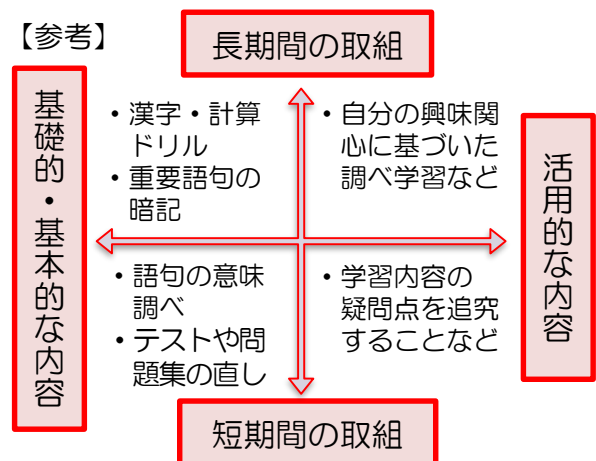 【参考】
長期間の取組
基礎的・基本的な内容
・漢字・計算
ドリル
・重要語句の
暗記
・自分の興味関
心に基づいた
調べ学習など
活用的な内容
・語句の意味
調べ
・テストや問
題集の直し
・学習内容の
疑問点を追究
することなど
短期間の取組